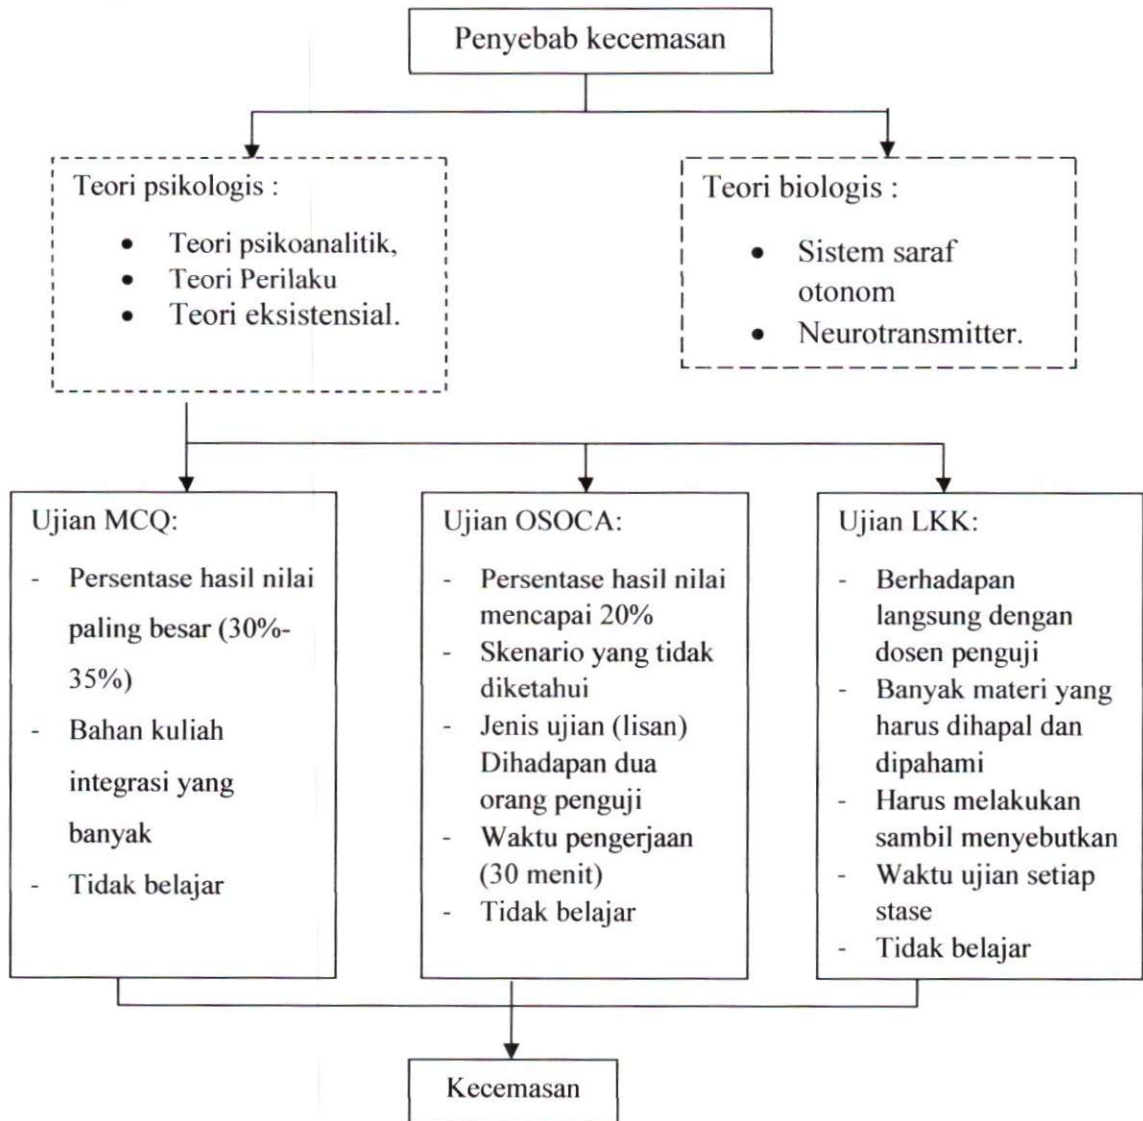 Penyebab kecemasan
Teori psikologis :
• Teori psikoanalitik,
• Teori Perilaku
• Teori eksistensial.
Teori biologis :
• Sistem saraf
otonom
• Neurotransmitter.
Ujian MCQ:
- Persentase hasil nilai
paling besar (30%-
35%)
- Bahan kuliah
integrasi yang
banyak
- Tidak belajar
Ujian OSOCA:
- Persentase hasil nilai
mencapai 20%
- Skenario yang tidak
diketahui
- Jenis ujian (lisan)
Dihadapan dua
orang penguji
- Waktu pengerjaan
(30 menit)
- Tidak belajar
Ujian LKK:
- Berhadapan
langsung dengan
dosen penguji
- Banyak materi yang
harus dihapal dan
dipahami
- Harus melakukan
sambil menyebutkan
- Waktu ujian setiap
stase
- Tidak belajar
Kecemasan